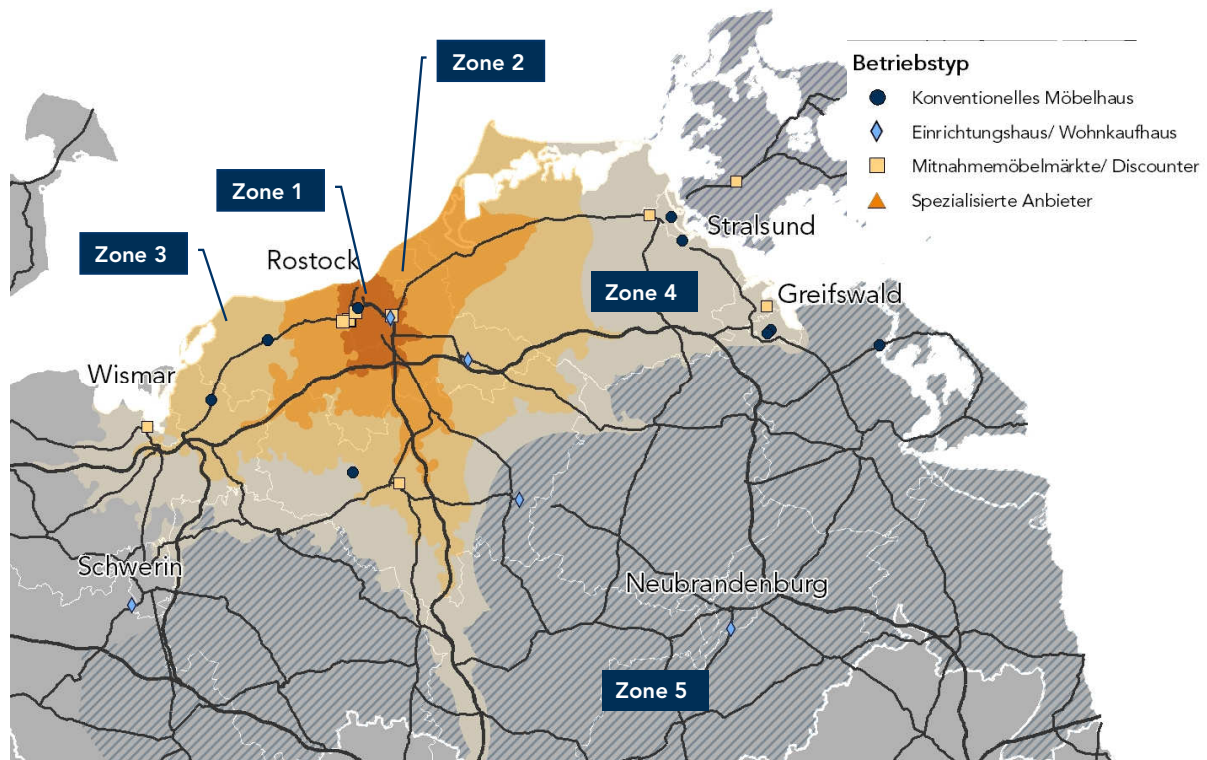 Zone 2
Betriebstyp
Konventionelles Möbelhaus
Einrichtungshaus/ Wohnkaufhaus
Mitnahmemöbelmärkte/ Discounter
Spezialisierte Anbieter
Zone 1
Zone 3
Rostock
Stralsund
Zone 4
Greifswald
Wismar
Schwerin
Neubrandenburg
Zone 5